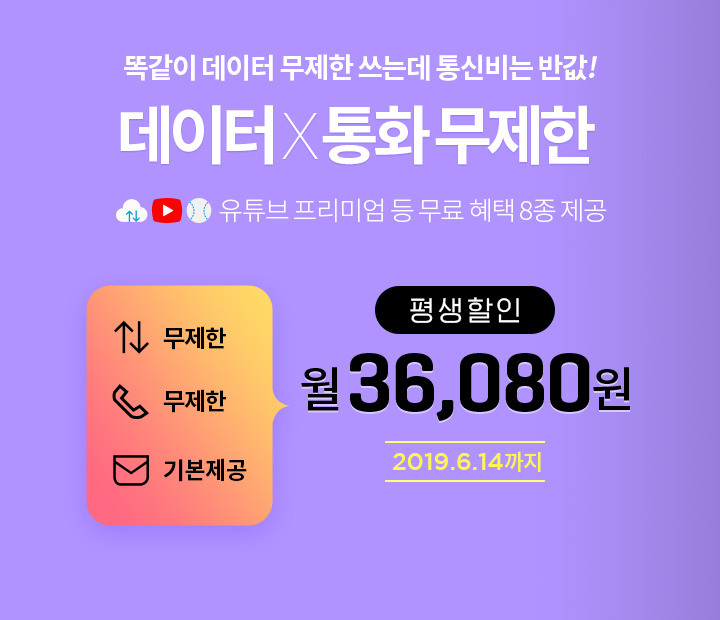 똑같이 데이터 무제한 쓰는데 통신비는 반값!
데이터X통화 무제한
유튜브 프리미엄 등 무료 혜택 8종 제공
무제한
무제한
기본제공
평생할인
월 36,080원
2019.6.14까지